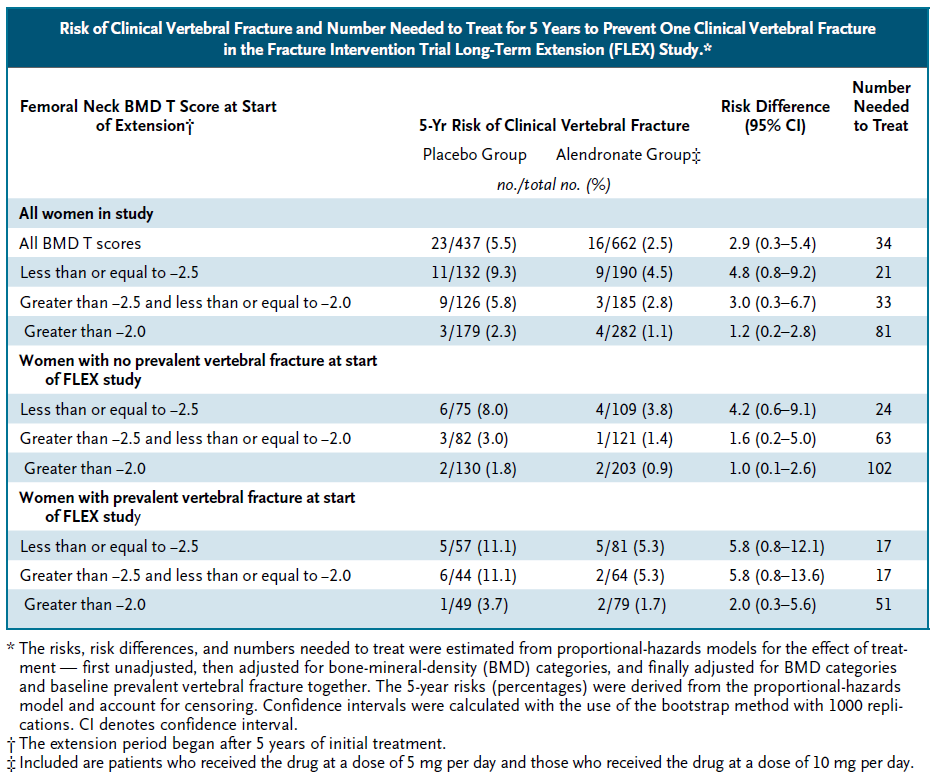 Risk of Clinical Vertebral Fracture and Number Needed to Treat for 5 Years to Prevent One Clinical Vertebral Fracture
in the Fracture Intervention Trial Long-Term Extension (FLEX) Study.*
Femoral Neck BMD T Score at Start
of Extension†
5-Yr Risk of Clinical Vertebral Fracture
Risk Difference
(95% CI)
Number
Needed
to Treat
Placebo Group Alendronate Group‡
no./total no. (%)
All women in study
All BMD T scores 23/437 (5.5) 16/662 (2.5) 2.9 (0.3–5.4) 34
Less than or equal to –2.5 11/132 (9.3) 9/190 (4.5) 4.8 (0.8–9.2) 21
Greater than –2.5 and less than or equal to –2.0 9/126 (5.8) 3/185 (2.8) 3.0 (0.3–6.7) 33
Greater than –2.0 3/179 (2.3) 4/282 (1.1) 1.2 (0.2–2.8) 81
Women with no prevalent vertebral fracture at start
of FLEX study
Less than or equal to –2.5 6/75 (8.0) 4/109 (3.8) 4.2 (0.6–9.1) 24
Greater than –2.5 and less than or equal to –2.0 3/82 (3.0) 1/121 (1.4) 1.6 (0.2–5.0) 63
Greater than –2.0 2/130 (1.8) 2/203 (0.9) 1.0 (0.1–2.6) 102
Women with prevalent vertebral fracture at start
of FLEX study
Less than or equal to –2.5 5/57 (11.1) 5/81 (5.3) 5.8 (0.8–12.1) 17
Greater than –2.5 and less than or equal to –2.0 6/44 (11.1) 2/64 (5.3) 5.8 (0.8–13.6) 17
Greater than –2.0 1/49 (3.7) 2/79 (1.7) 2.0 (0.3–5.6) 51
* The risks, risk differences, and numbers needed to treat were estimated from proportional-hazards models for the effect of treat-
ment — first unadjusted, then adjusted for bone-mineral-density (BMD) categories, and finally adjusted for BMD categories
and baseline prevalent vertebral fracture together. The 5-year risks (percentages) were derived from the proportional-hazards
model and account for censoring. Confidence intervals were calculated with the use of the bootstrap method with 1000 repli-
cations. CI denotes confidence interval.
† The extension period began after 5 years of initial treatment.
‡ Included are patients who received the drug at a dose of 5 mg per day and those who received the drug at a dose of 10 mg per day.